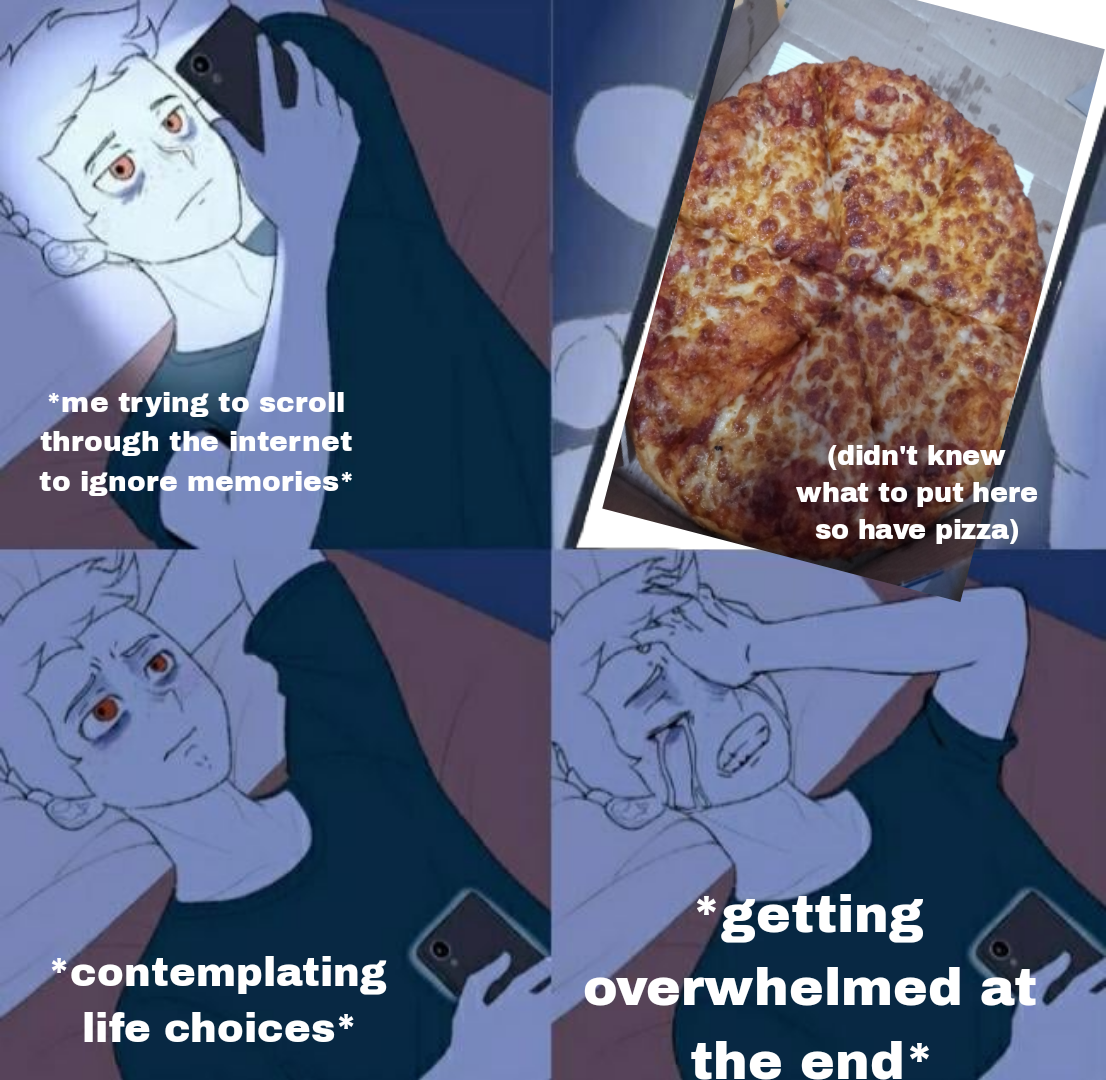 *me trying to scroll
through the internet
to ignore memories*
(didn't knew
what to put here
so have pizza)
*contemplating
life choices*
*getting
overwhelmed at
the end*